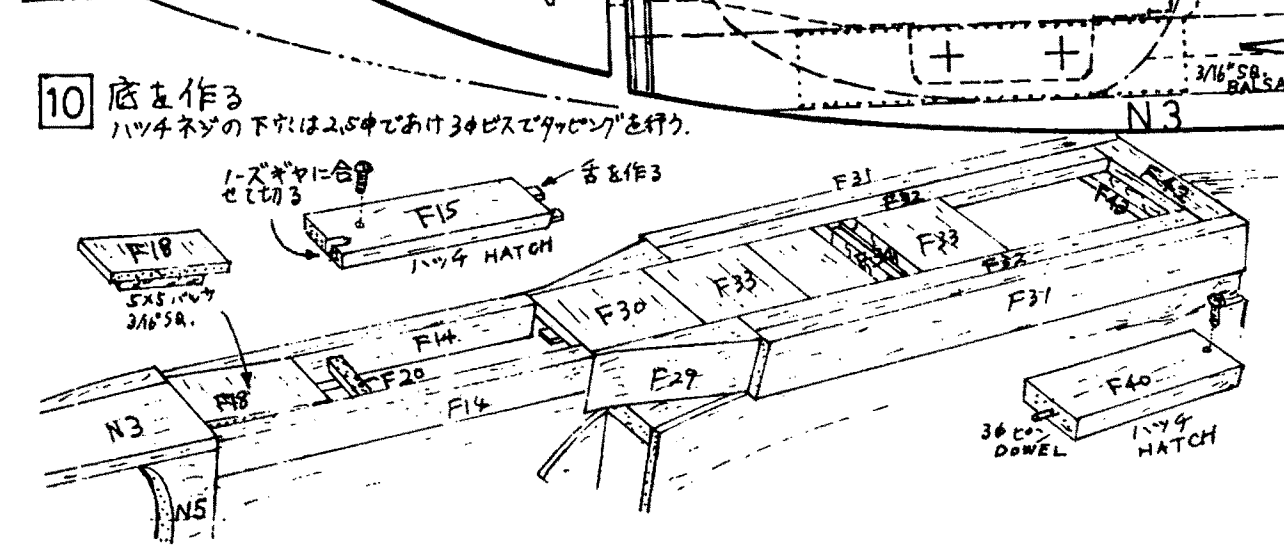 3/16"SQ.
BALSA
N3
10 底を作る
ハッチネジの下穴は2.5φであけ3φビスでタッピングを行う.
ノーズギヤに合
せて切る
舌を作る
F15
ハッチ HATCH
F18
5×5バルサ
3/16"SQ.
F31
F32
F42
F43
F33
F33
F30
F32
F31
F14
F20
F18
F14
F29
N3
N5
F40
3φピン
DOWEL
ハッチ
HATCH